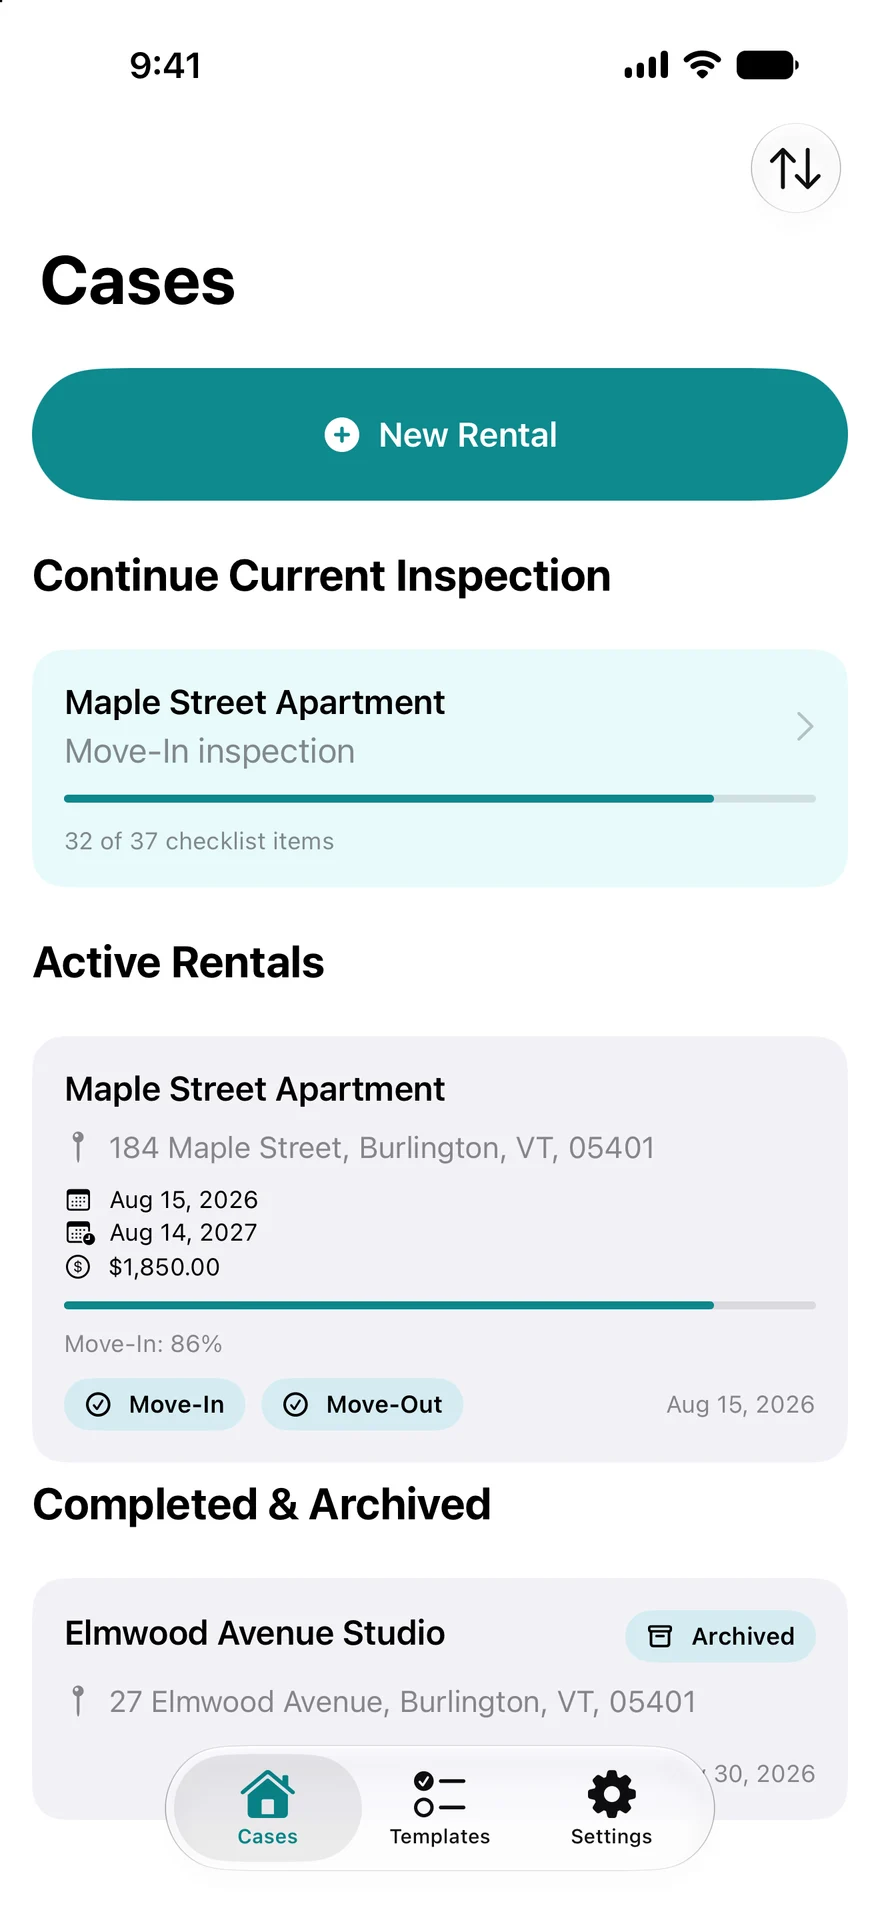 9:41
Cases
New Rental
Continue Current Inspection
Maple Street Apartment
Move-In inspection
32 of 37 checklist items
Active Rentals
Maple Street Apartment
184 Maple Street, Burlington, VT, 05401
Aug 15, 2026
Aug 14, 2027
$1,850.00
Move-In: 86%
Move-In Move-Out Aug 15, 2026
Completed & Archived
Elmwood Avenue Studio Archived
27 Elmwood Avenue, Burlington, VT, 05401
30, 2026
Cases Templates Settings